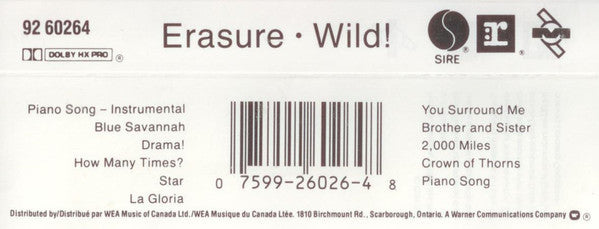 92 60264
DOLBY HX PRO ®
Erasure · Wild!
SIRE ®
r ®
Piano Song – Instrumental
Blue Savannah
Drama!
How Many Times?
Star
La Gloria
0 7599-26026-4 8
You Surround Me
Brother and Sister
2,000 Miles
Crown of Thorns
Piano Song
Distributed by/Distribué par WEA Music of Canada Ltd./WEA Musique du Canada Ltée. 1810 Birchmount Rd., Scarborough, Ontario. A Warner Communications Company ®